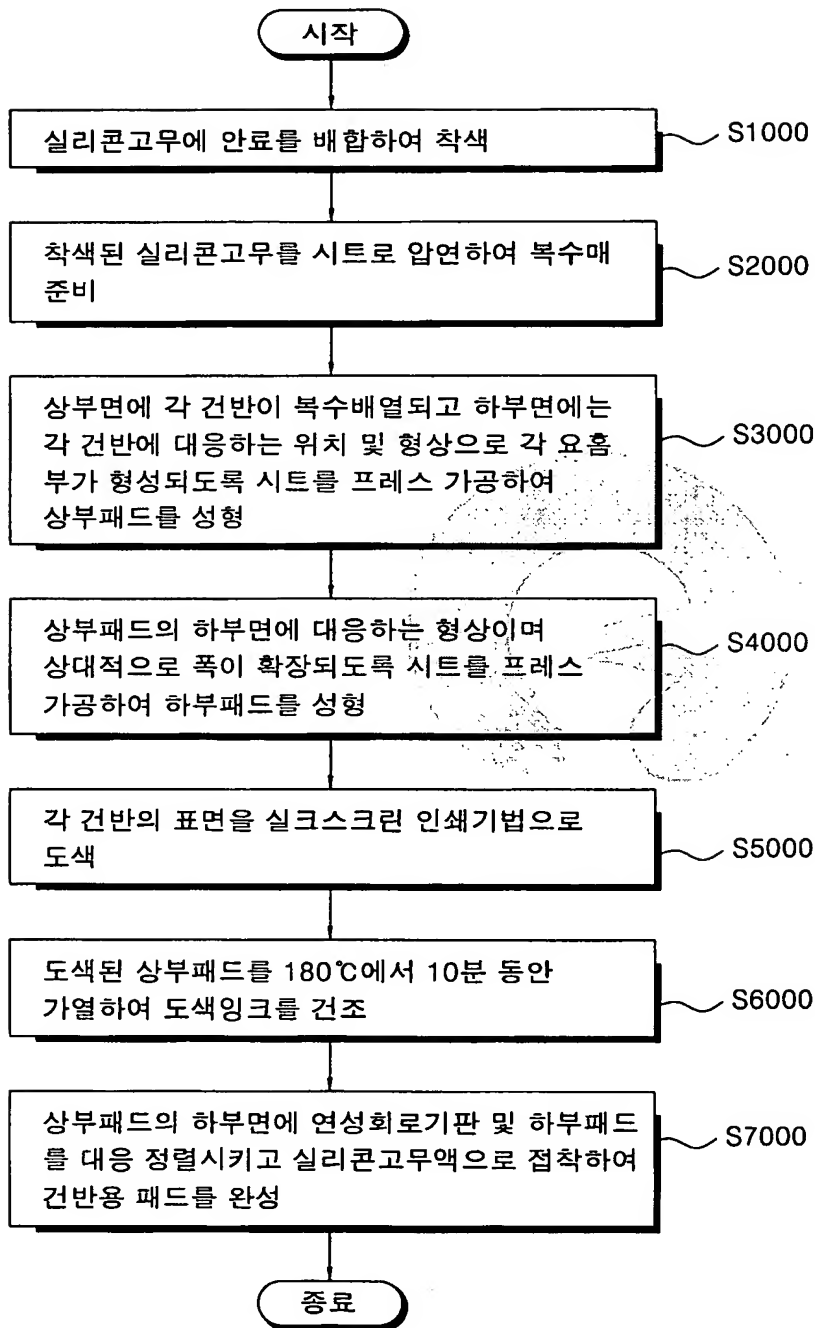 시작
실리콘고무에 안료를 배합하여 착색
S1000
착색된 실리콘고무를 시트로 압연하여 복수매
준비
S2000
상부면에 각 건반이 복수배열되고 하부면에는
각 건반에 대응하는 위치 및 형상으로 각 요홈
부가 형성되도록 시트를 프레스 가공하여
상부패드를 성형
S3000
상부패드의 하부면에 대응하는 형상이며
상대적으로 폭이 확장되도록 시트를 프레스
가공하여 하부패드를 성형
S4000
각 건반의 표면을 실크스크린 인쇄기법으로
도색
S5000
도색된 상부패드를 180℃에서 10분 동안
가열하여 도색잉크를 건조
S6000
상부패드의 하부면에 연성회로기판 및 하부패드
를 대응 정렬시키고 실리콘고무액으로 접착하여
건반용 패드를 완성
S7000
종료